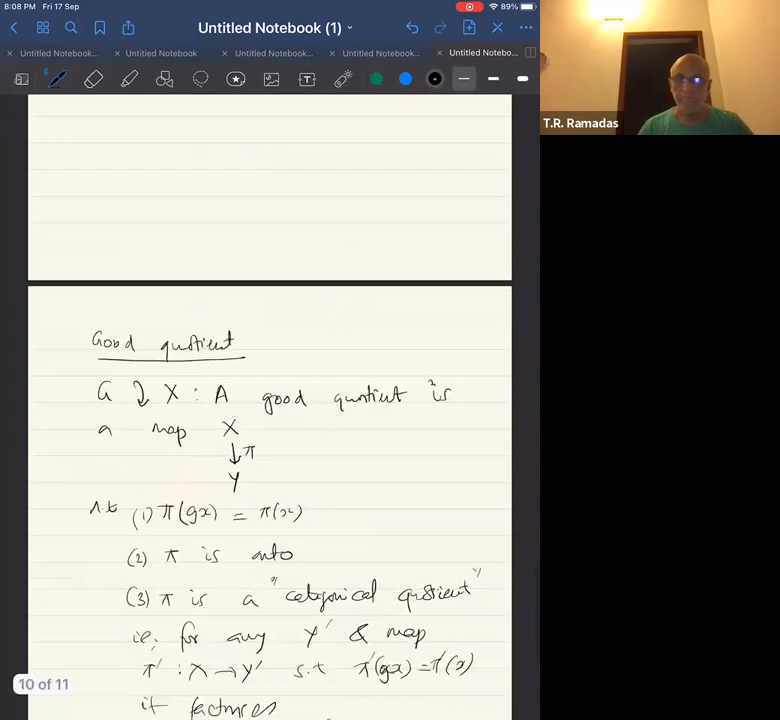 8:08 PM Fri 17 Sep
89%
Untitled Notebook (1)
Untitled Notebook...
Untitled Notebook
Untitled Notebook...
Untitled Notebook...
Untitled Notebo...
T.R. Ramadas
Good quotient
G ⤵ X : A good quotient is
a map X
↓ π
Y
s.t (1) π(gx) = π(x)
(2) π is onto
(3) π is a "categorical quotient"
i.e; for any Y' & map
π' : X → Y' s.t π'(gx) = π'(x)
it factures
10 of 11